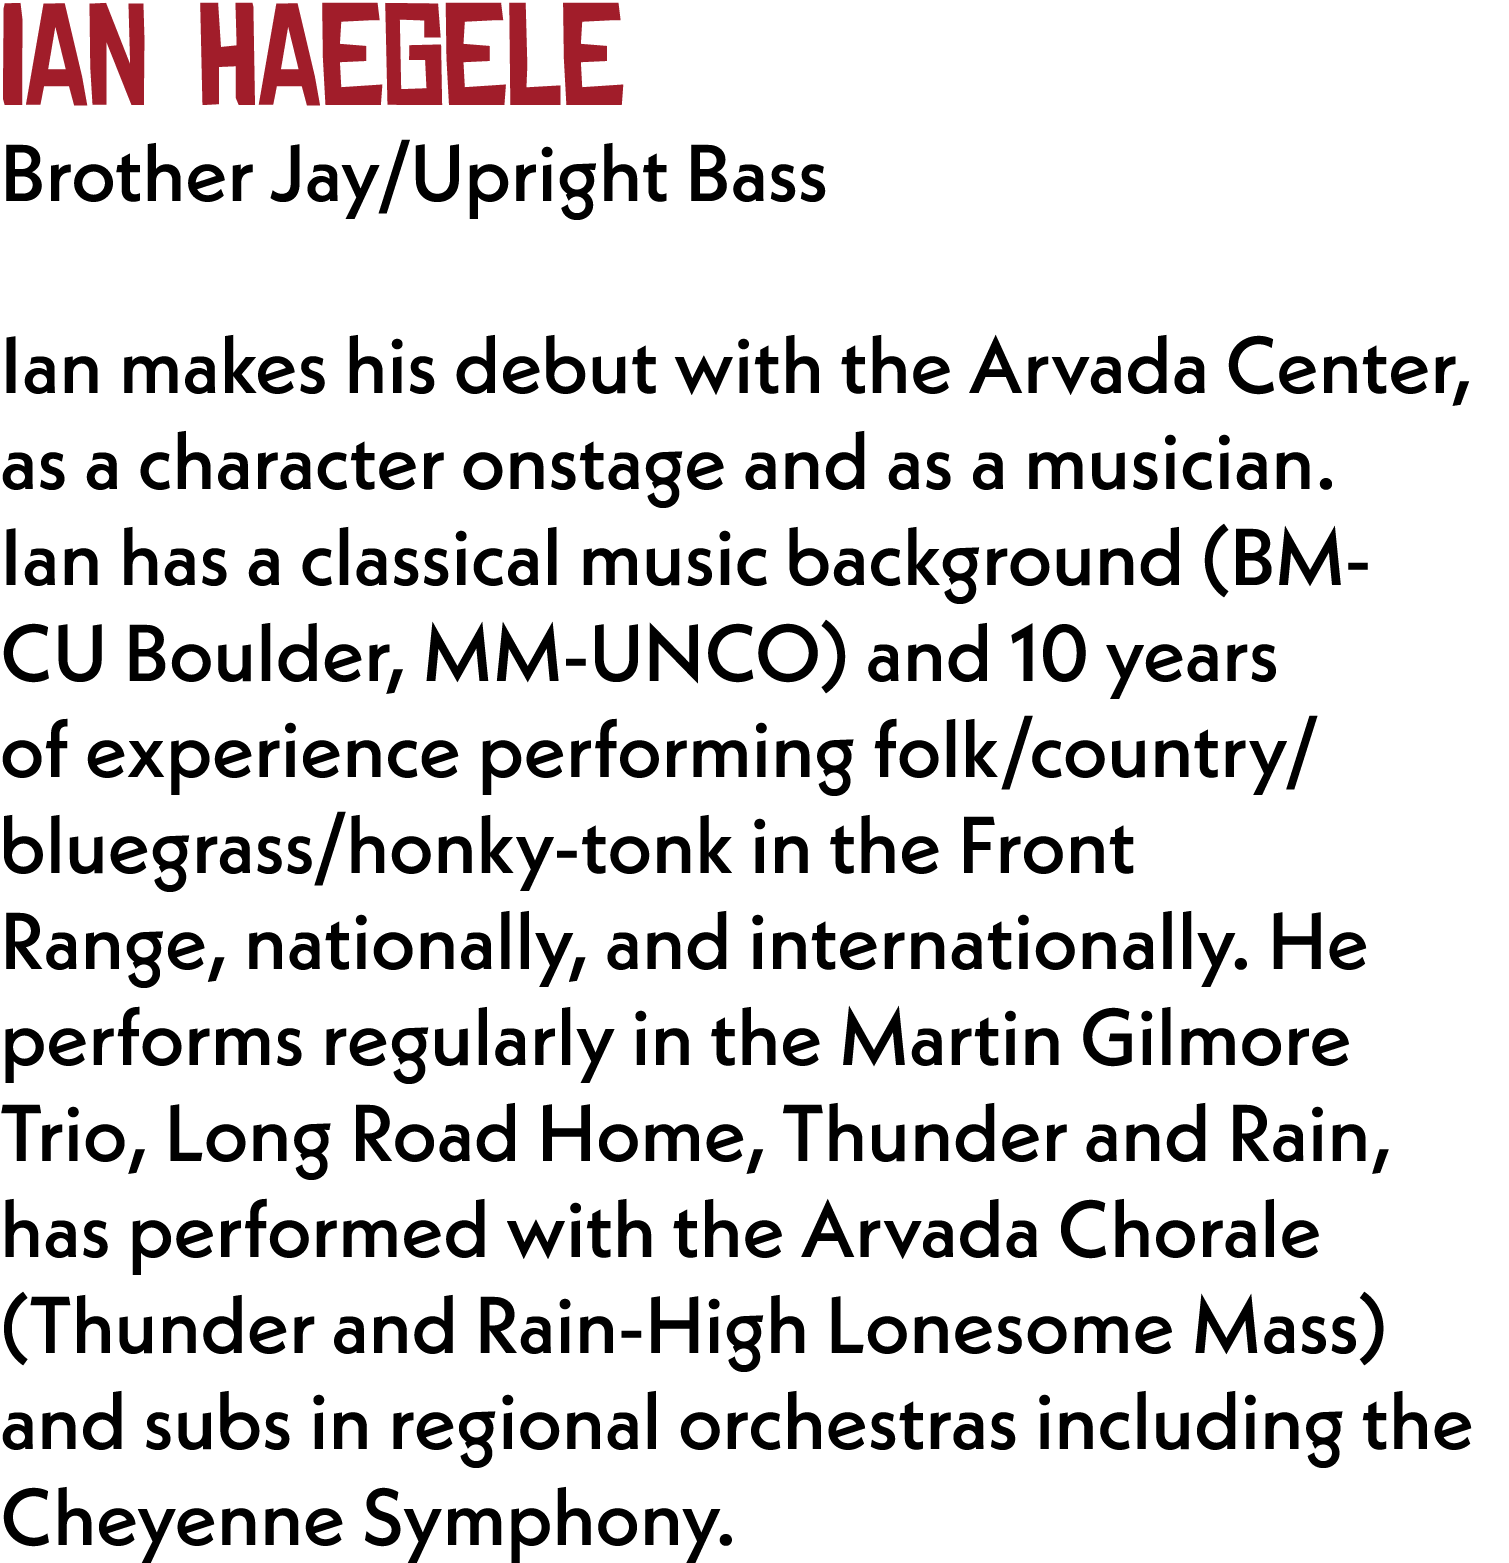 IAN HAEGELE
Brother Jay/Upright Bass
Ian makes his debut with the Arvada Center,
as a character onstage and as a musician.
Ian has a classical music background (BM-
CU Boulder, MM-UNCO) and 10 years
of experience performing folk/country/
bluegrass/honky-tonk in the Front
Range, nationally, and internationally. He
performs regularly in the Martin Gilmore
Trio, Long Road Home, Thunder and Rain,
has performed with the Arvada Chorale
(Thunder and Rain-High Lonesome Mass)
and subs in regional orchestras including the
Cheyenne Symphony.